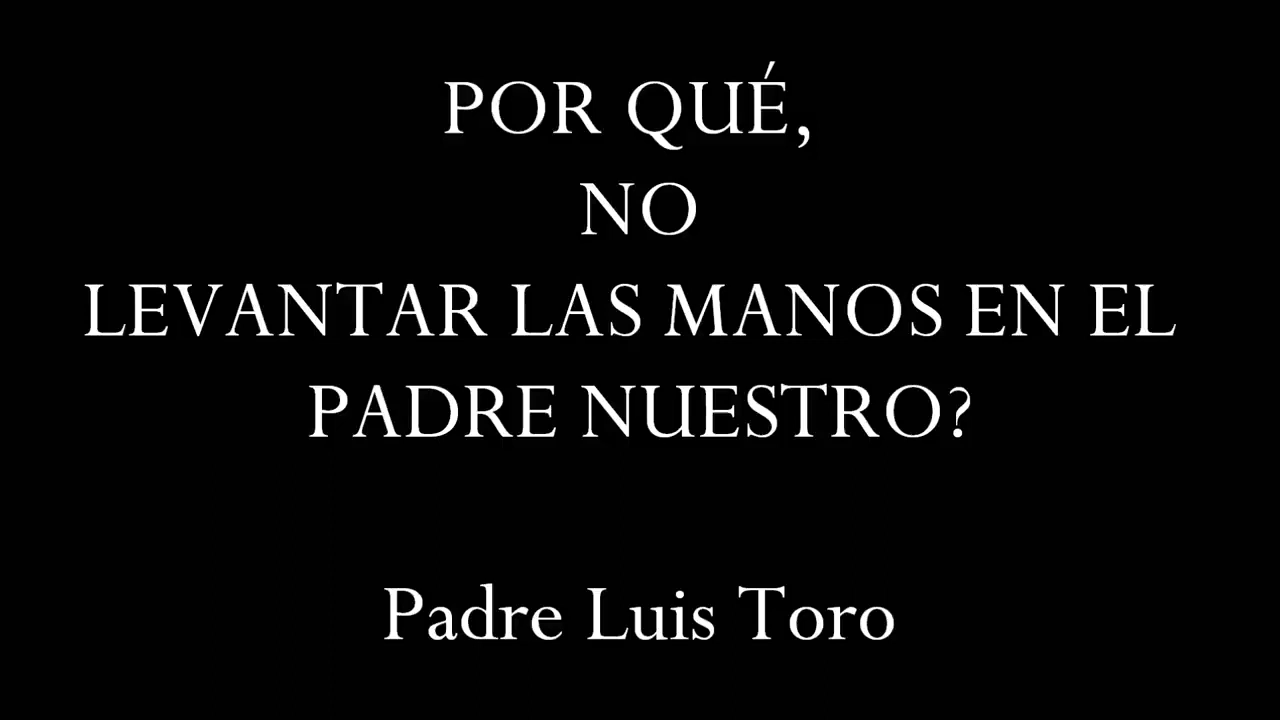 POR QUÉ,
NO
LEVANTAR LAS MANOS EN EL
PADRE NUESTRO?
Padre Luis Toro